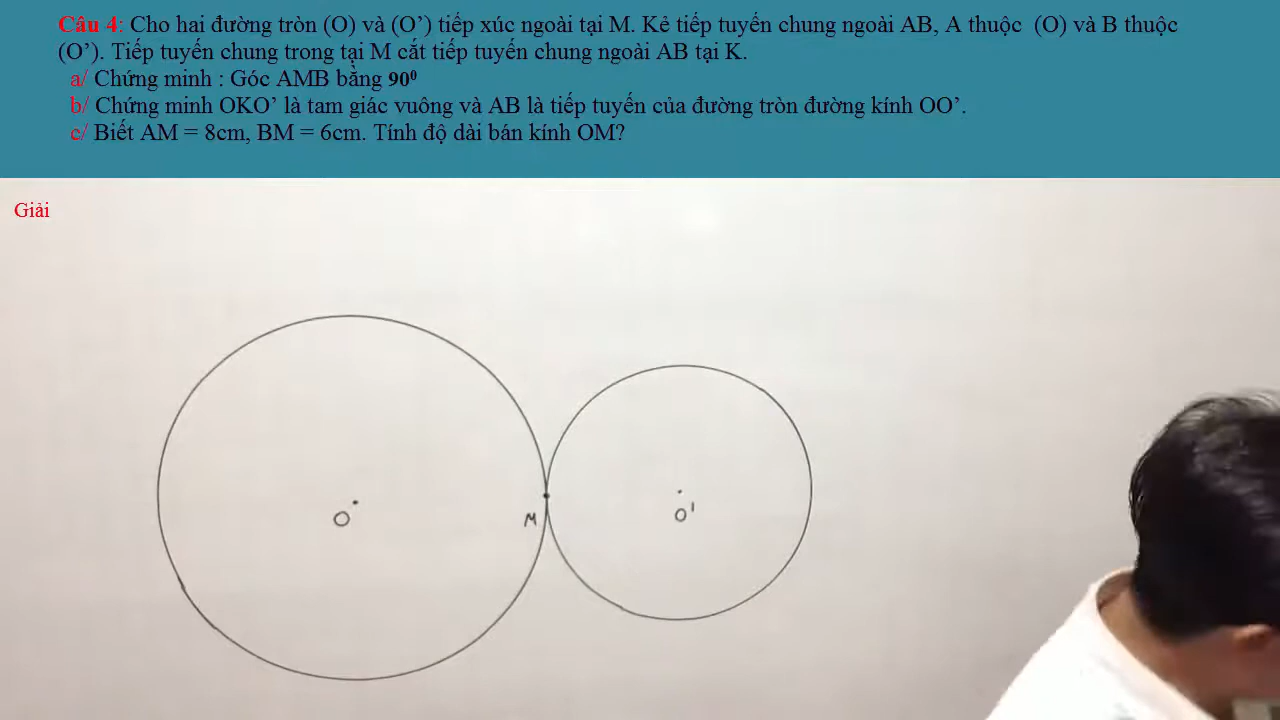 Câu 4: Cho hai đường tròn (O) và (O’) tiếp xúc ngoài tại M. Kẻ tiếp tuyến chung ngoài AB, A thuộc (O) và B thuộc
(O’). Tiếp tuyến chung trong tại M cắt tiếp tuyến chung ngoài AB tại K.
a/ Chứng minh : Góc AMB bằng 90⁰
b/ Chứng minh OKO’ là tam giác vuông và AB là tiếp tuyến của đường tròn đường kính OO’.
c/ Biết AM = 8cm, BM = 6cm. Tính độ dài bán kính OM?
Giải
O M O'